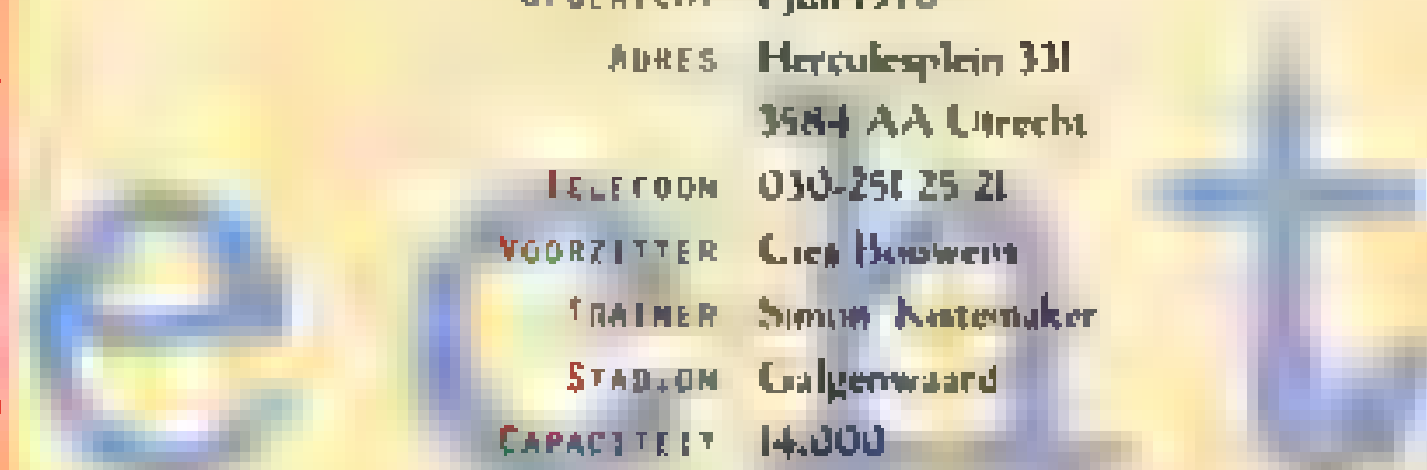 ADRES Herculesplein 331
3584 AA Utrecht
TELEFOON 030-251 25 21
VOORZITTER
TRAINER Simon Kistemaker
STADION Galgenwaard
CAPACITEIT 14.000